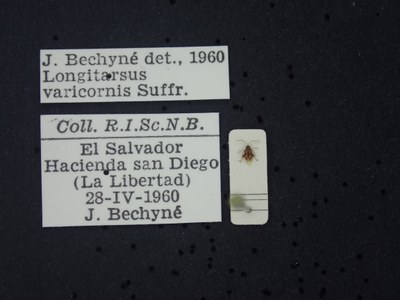 J. Bechyné det., 1960
Longitarsus
varicornis Suffr.
Coll. R.I.Sc.N.B.
El Salvador
Hacienda san Diego
(La Libertad)
28-IV-1960
J. Bechyné